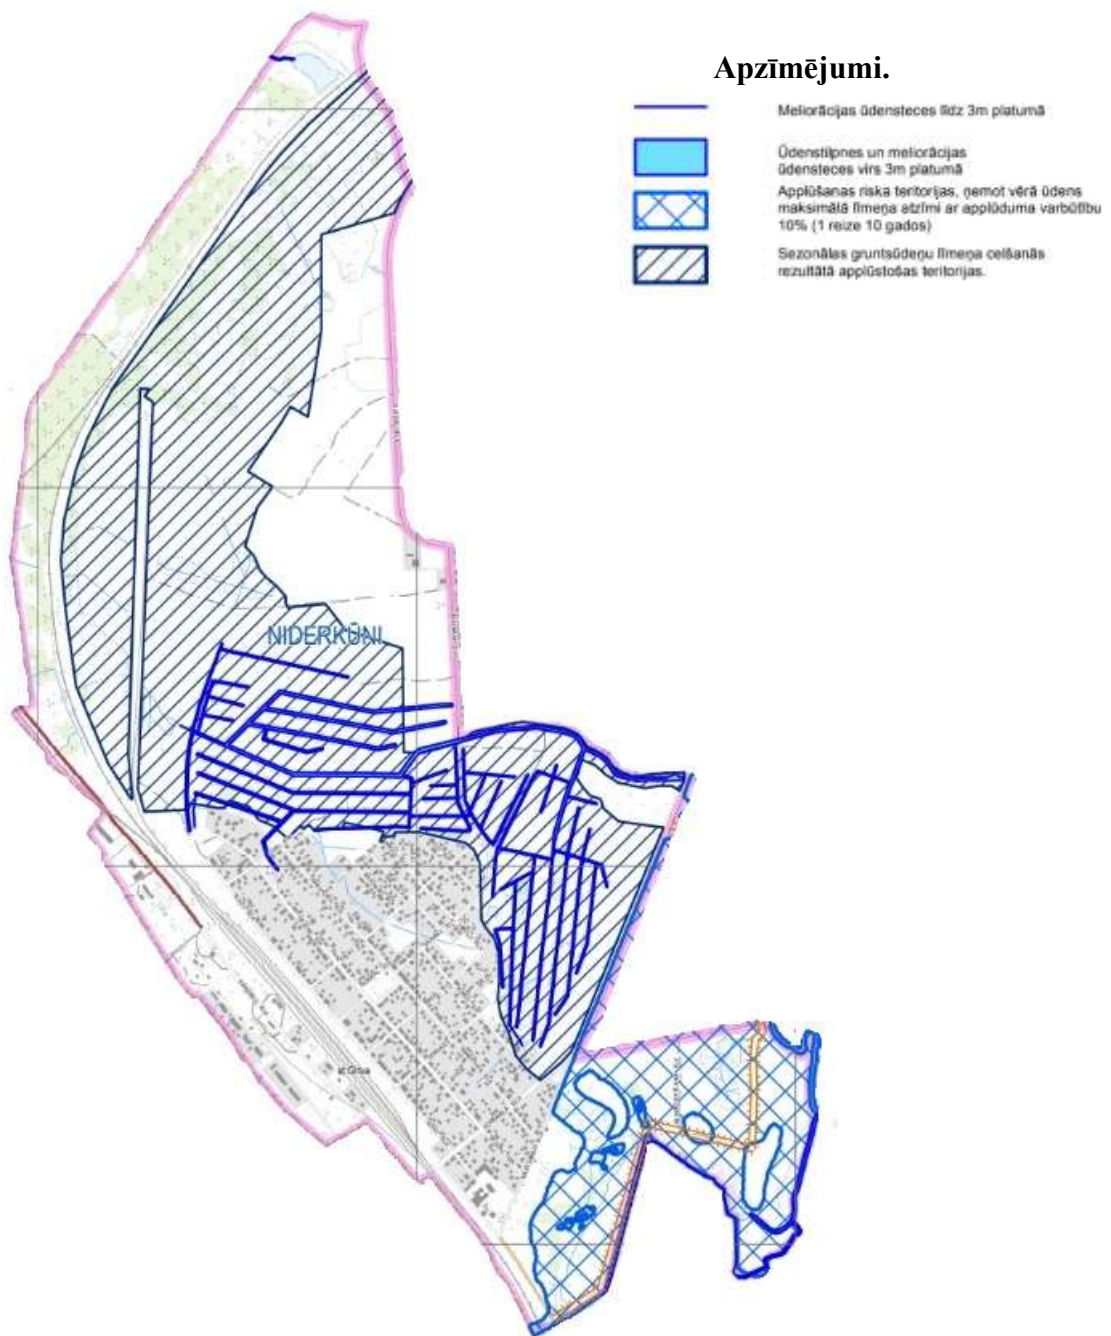 Apzīmējumi.
Meliorācijas ūdensteces līdz 3m platumā
Ūdenstilpnes un meliorācijas
ūdensteces virs 3m platumā
Applūšanas riska teritorijas, ņemot vērā ūdens
maksimālā līmeņa atzīmi ar applūduma varbūtību
10% (1 reize 10 gados)
Sezonālas gruntsūdeņu līmeņa celšanās
rezultātā applūstošas teritorijas.
NIDERKŪNI
st Grīva